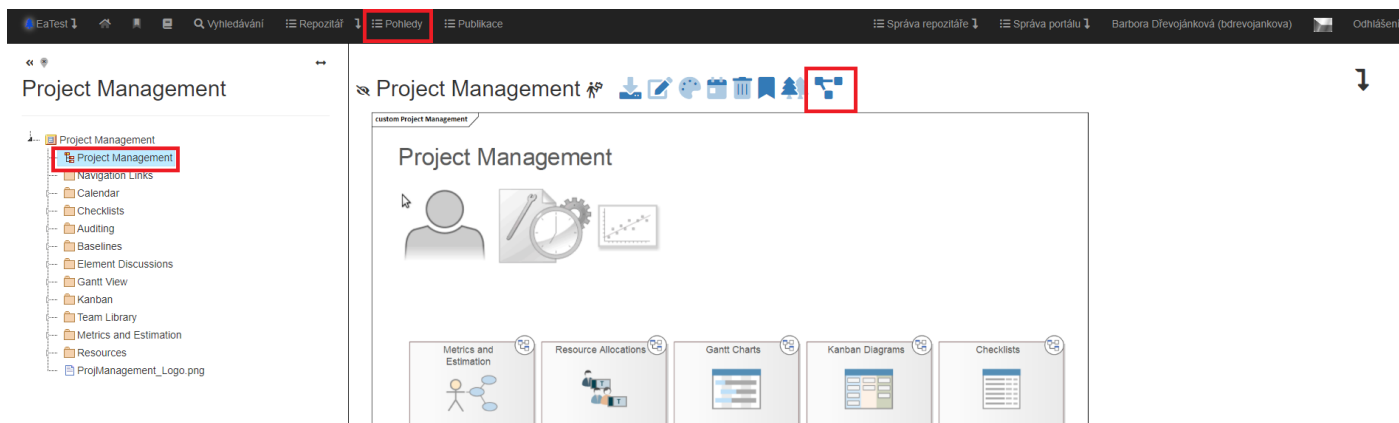 EaTest Vyhledávání Repozitář Pohledy Publikace Správa repozitáře Správa portálu Barbora Dřevojánková (bdrevojankova) Odhlášení
Project Management
Project Management
Project Management
Navigation Links
Calendar
Checklists
Auditing
Baselines
Element Discussions
Gantt View
Kanban
Team Library
Metrics and Estimation
Resources
ProjManagement_Logo.png
Project Management
custom Project Management
Project Management
Metrics and
Estimation
Resource Allocations
Gantt Charts
Kanban Diagrams
Checklists
T
T